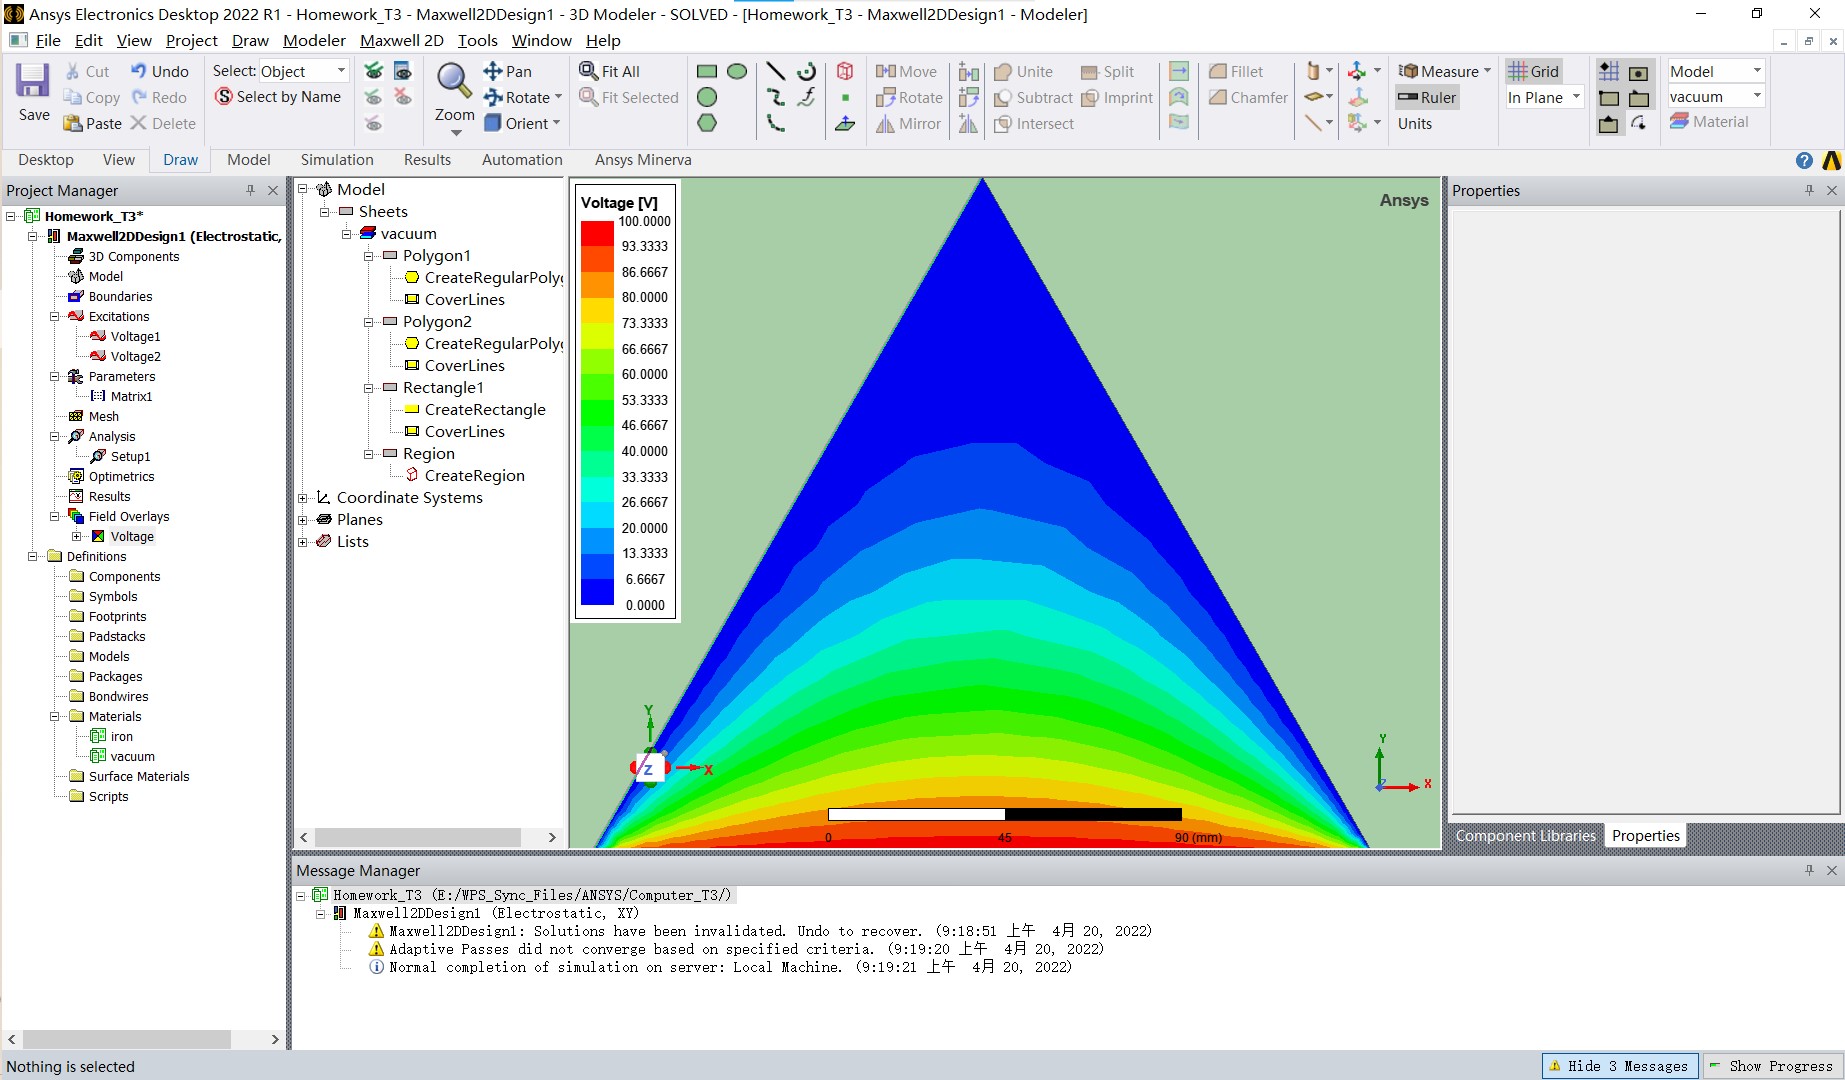 Ansys Electronics Desktop 2022 R1 - Homework_T3 - Maxwell2DDesign1 - 3D Modeler - SOLVED - [Homework_T3 - Maxwell2DDesign1 - Modeler]
File Edit View Project Draw Modeler Maxwell 2D Tools Window Help
Save
Cut
Copy
Paste
Undo
Redo
Delete
Select: Object
Select by Name
Zoom
Pan
Rotate
Orient
Fit All
Fit Selected
Move
Rotate
Mirror
Unite
Subtract
Intersect
Split
Imprint
Fillet
Chamfer
Measure
Ruler
Units
Grid
In Plane
Model
vacuum
Material
Desktop View Draw Model Simulation Results Automation Ansys Minerva
Project Manager
Homework_T3*
Maxwell2DDesign1 (Electrostatic,
3D Components
Model
Boundaries
Excitations
Voltage1
Voltage2
Parameters
Matrix1
Mesh
Analysis
Setup1
Optimetrics
Results
Field Overlays
Voltage
Definitions
Components
Symbols
Footprints
Padstacks
Models
Packages
Bondwires
Materials
iron
vacuum
Surface Materials
Scripts
Model
Sheets
vacuum
Polygon1
CreateRegularPoly
CoverLines
Polygon2
CreateRegularPoly
CoverLines
Rectangle1
CreateRectangle
CoverLines
Region
CreateRegion
Coordinate Systems
Planes
Lists
Voltage [V]
100.0000
93.3333
86.6667
80.0000
73.3333
66.6667
60.0000
53.3333
46.6667
40.0000
33.3333
26.6667
20.0000
13.3333
6.6667
0.0000
Ansys
Y
Z
X
Y
Z
X
0 45 90 (mm)
Properties
Component Libraries Properties
Message Manager
Homework_T3 (E:/WPS_Sync_Files/ANSYS/Computer_T3/)
Maxwell2DDesign1 (Electrostatic, XY)
Maxwell2DDesign1: Solutions have been invalidated. Undo to recover. (9:18:51 上午 4月 20, 2022)
Adaptive Passes did not converge based on specified criteria. (9:19:20 上午 4月 20, 2022)
Normal completion of simulation on server: Local Machine. (9:19:21 上午 4月 20, 2022)
Nothing is selected
Hide 3 Messages
Show Progress